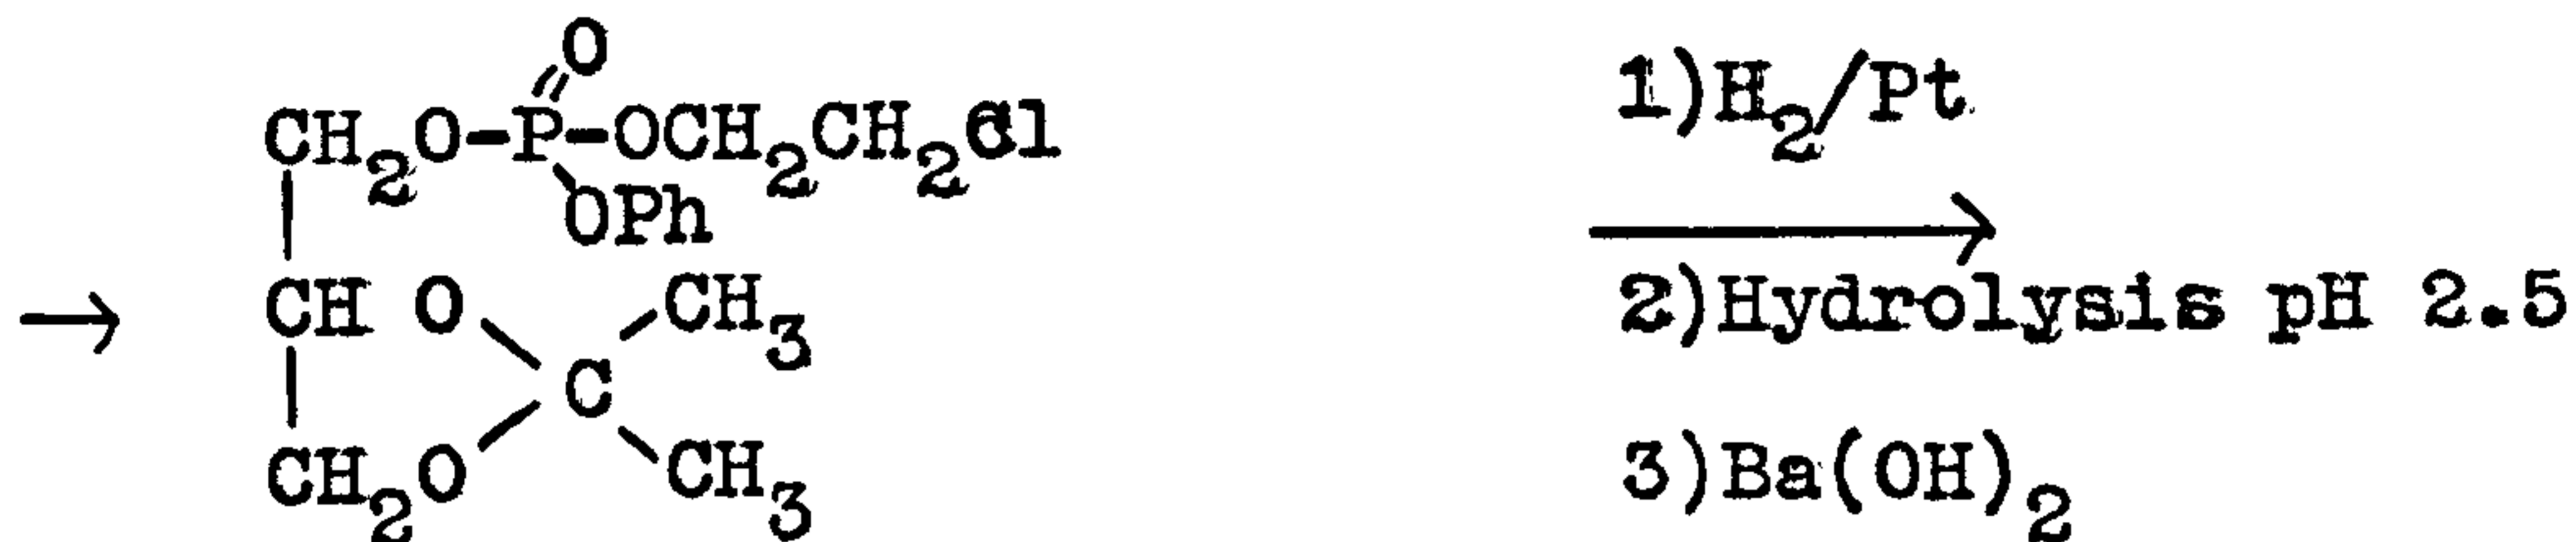 O
CH2O-P-OCH2CH2Cl
OPh
CH O CH3
C
CH2O CH3
1)H2/Pt
2)Hydrolysis pH 2.5
3)Ba(OH)2